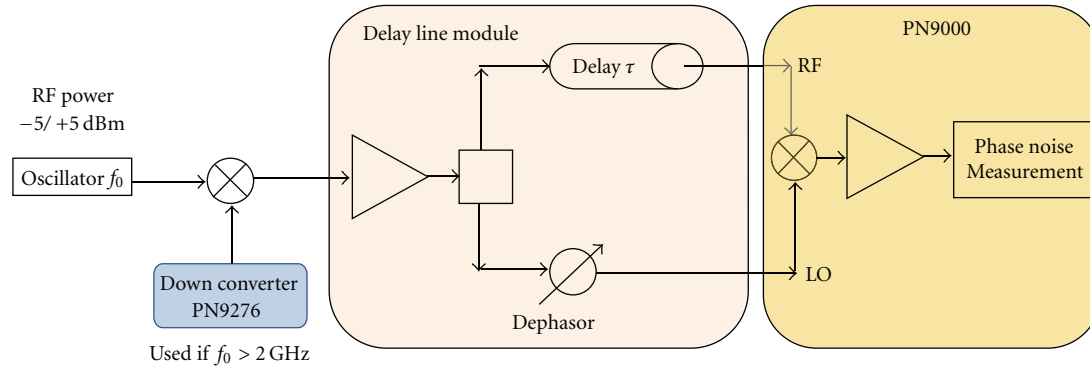 Delay line module
PN9000
Delay τ
RF
RF power
−5/ +5 dBm
Oscillator f₀
Phase noise
Measurement
Down converter
PN9276
LO
Dephasor
Used if f₀ > 2 GHz